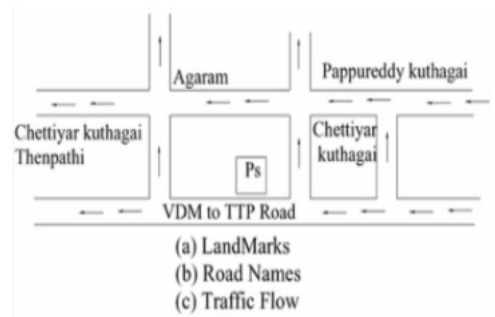 Agaram
Pappureddy kuthagai
Chettiyar kuthagai
Thenpathi
Chettiyar
kuthagai
Ps
VDM to TTP Road
(a) LandMarks
(b) Road Names
(c) Traffic Flow